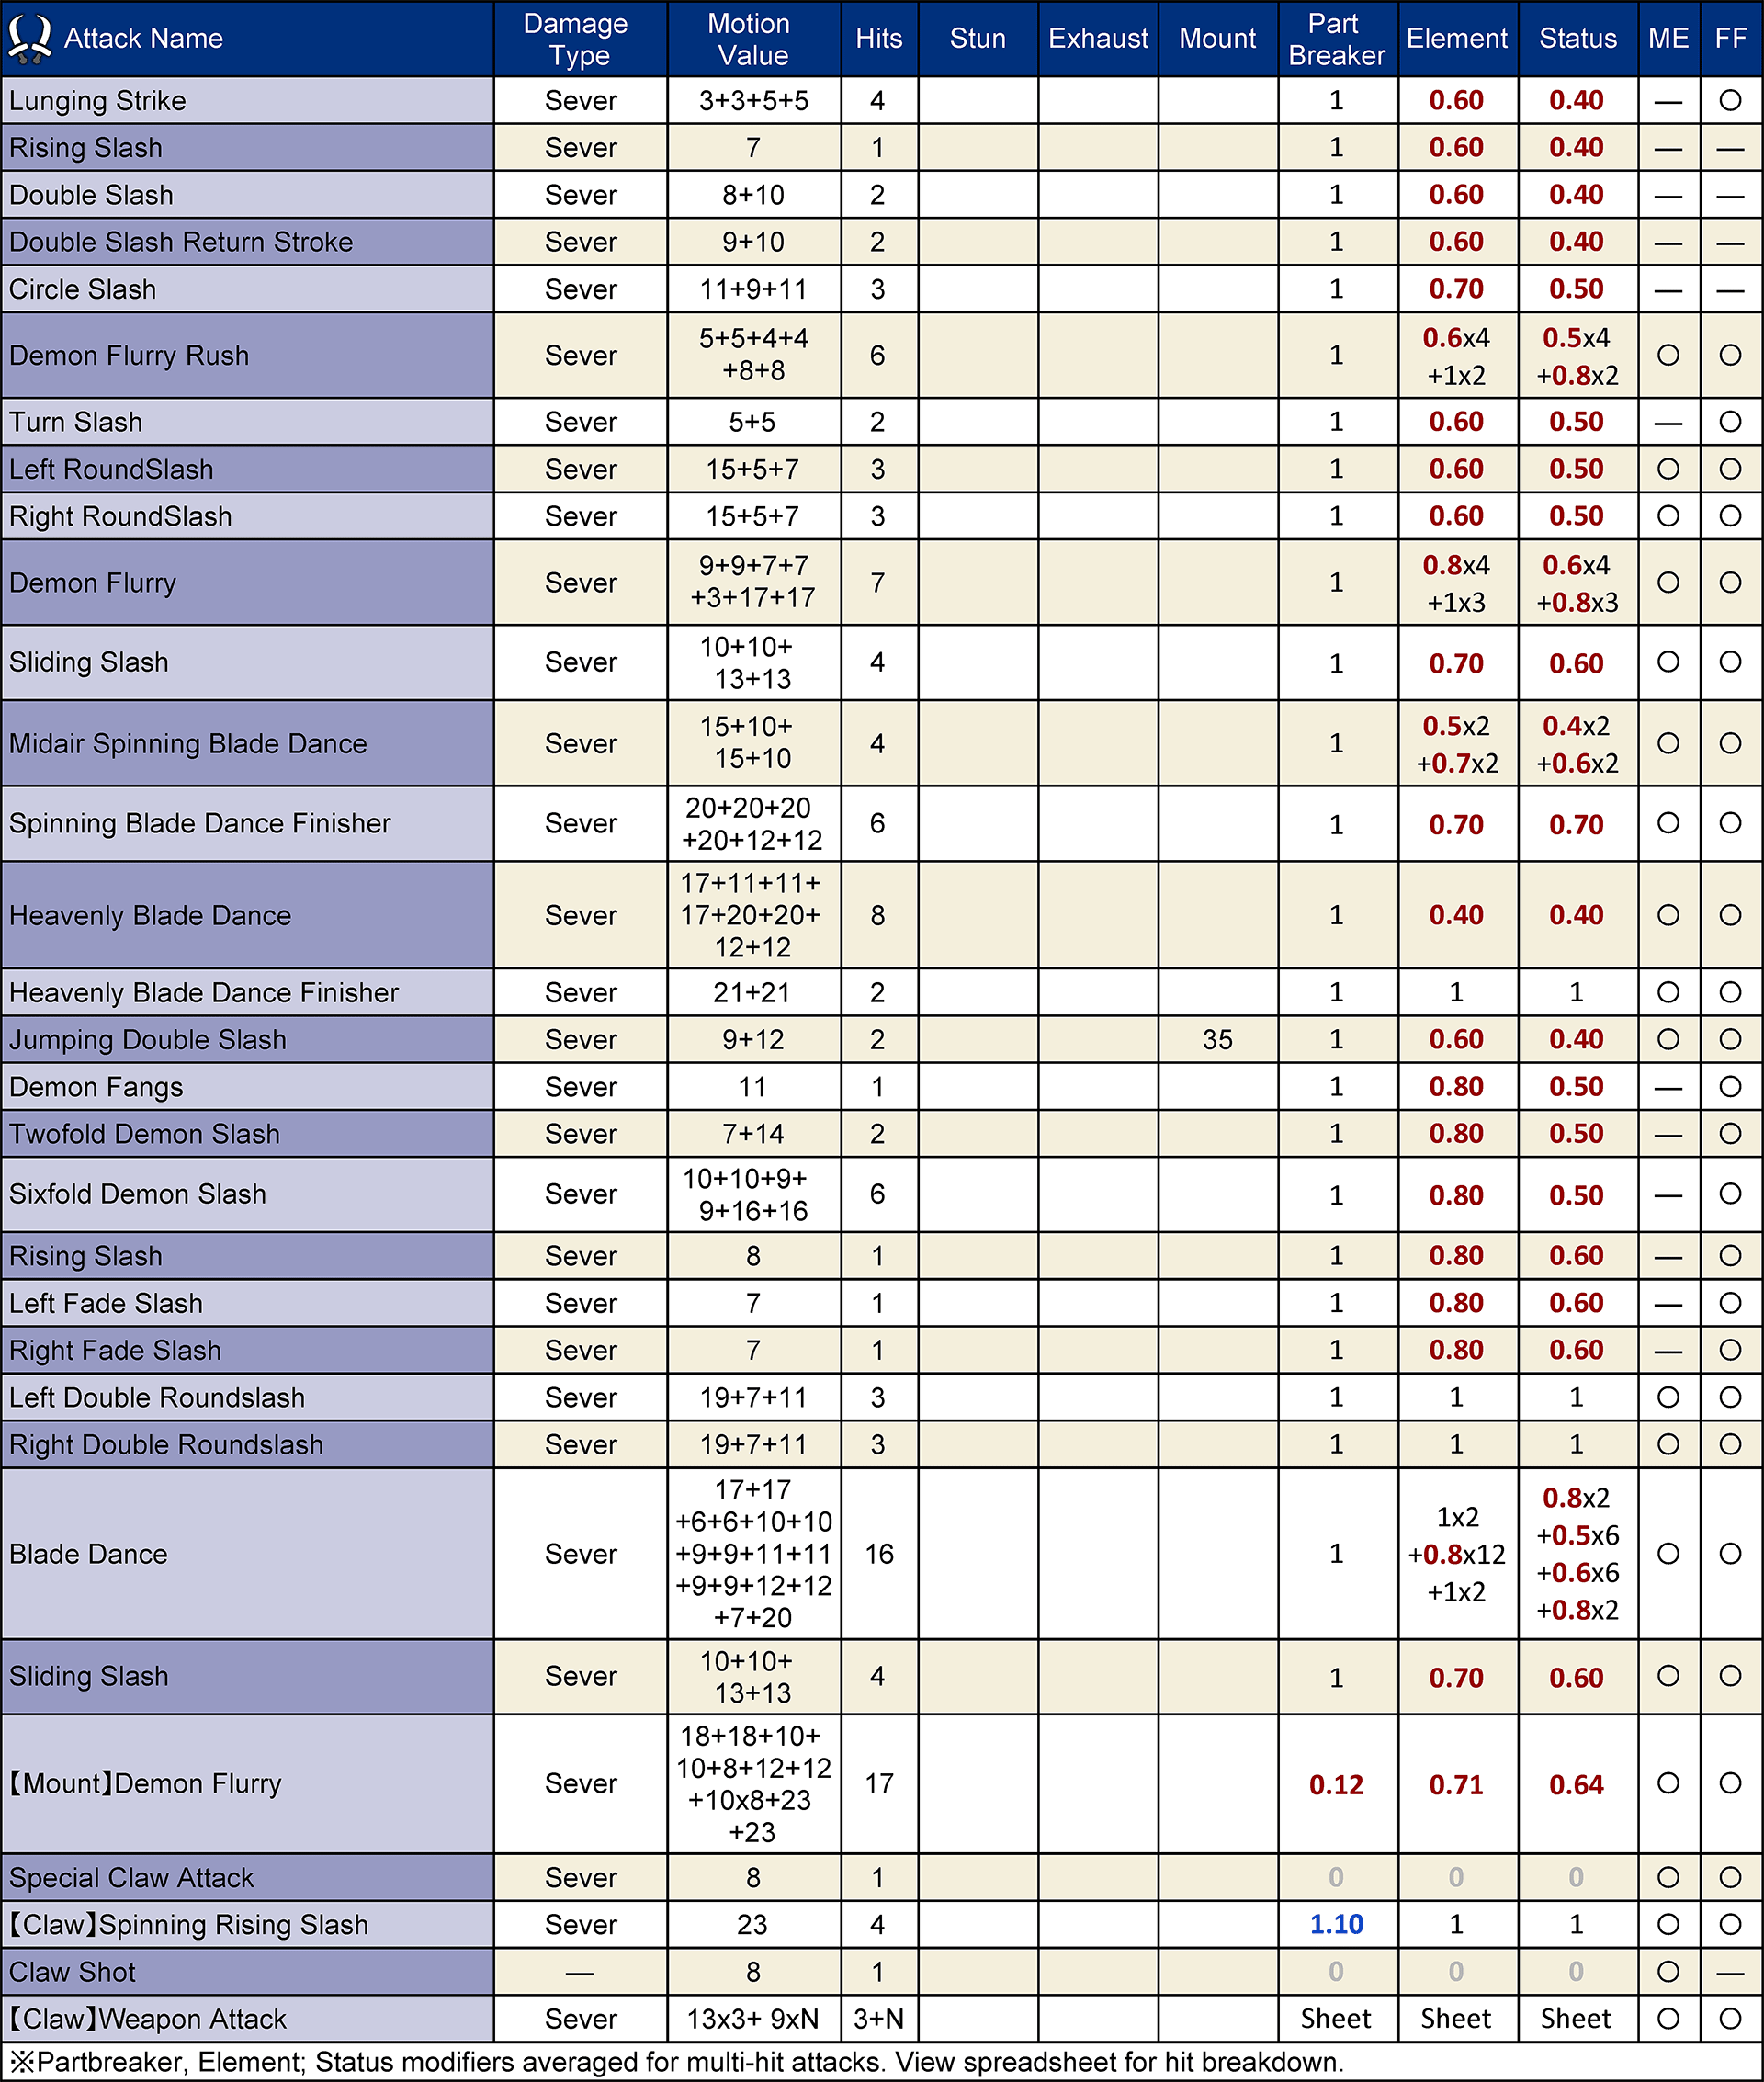 Attack Name Damage Type Motion Value Hits Stun Exhaust Mount Part Breaker Element Status ME FF
Lunging Strike Sever 3+3+5+5 4 1 0.60 0.40 — ○
Rising Slash Sever 7 1 1 0.60 0.40 — —
Double Slash Sever 8+10 2 1 0.60 0.40 — —
Double Slash Return Stroke Sever 9+10 2 1 0.60 0.40 — —
Circle Slash Sever 11+9+11 3 1 0.70 0.50 — —
Demon Flurry Rush Sever 5+5+4+4 +8+8 6 1 0.6x4 +1x2 0.5x4 +0.8x2 ○ ○
Turn Slash Sever 5+5 2 1 0.60 0.50 — ○
Left RoundSlash Sever 15+5+7 3 1 0.60 0.50 ○ ○
Right RoundSlash Sever 15+5+7 3 1 0.60 0.50 ○ ○
Demon Flurry Sever 9+9+7+7 +3+17+17 7 1 0.8x4 +1x3 0.6x4 +0.8x3 ○ ○
Sliding Slash Sever 10+10+ 13+13 4 1 0.70 0.60 ○ ○
Midair Spinning Blade Dance Sever 15+10+ 15+10 4 1 0.5x2 +0.7x2 0.4x2 +0.6x2 ○ ○
Spinning Blade Dance Finisher Sever 20+20+20 +20+12+12 6 1 0.70 0.70 ○ ○
Heavenly Blade Dance Sever 17+11+11+ 17+20+20+ 12+12 8 1 0.40 0.40 ○ ○
Heavenly Blade Dance Finisher Sever 21+21 2 1 1 1 ○ ○
Jumping Double Slash Sever 9+12 2 35 1 0.60 0.40 ○ ○
Demon Fangs Sever 11 1 1 0.80 0.50 — ○
Twofold Demon Slash Sever 7+14 2 1 0.80 0.50 — ○
Sixfold Demon Slash Sever 10+10+9+ 9+16+16 6 1 0.80 0.50 — ○
Rising Slash Sever 8 1 1 0.80 0.60 — ○
Left Fade Slash Sever 7 1 1 0.80 0.60 — ○
Right Fade Slash Sever 7 1 1 0.80 0.60 — ○
Left Double Roundslash Sever 19+7+11 3 1 1 1 ○ ○
Right Double Roundslash Sever 19+7+11 3 1 1 1 ○ ○
Blade Dance Sever 17+17 +6+6+10+10 +9+9+11+11 +9+9+12+12 +7+20 16 1 1x2 +0.8x12 +1x2 0.8x2 +0.5x6 +0.6x6 +0.8x2 ○ ○
Sliding Slash Sever 10+10+ 13+13 4 1 0.70 0.60 ○ ○
【Mount】Demon Flurry Sever 18+18+10+ 10+8+12+12 +10x8+23 +23 17 0.12 0.71 0.64 ○ ○
Special Claw Attack Sever 8 1 0 0 0 ○ ○
【Claw】Spinning Rising Slash Sever 23 4 1.10 1 1 ○ ○
Claw Shot — 8 1 0 0 0 ○ —
【Claw】Weapon Attack Sever 13x3+ 9xN 3+N Sheet Sheet Sheet ○ ○
※Partbreaker, Element; Status modifiers averaged for multi-hit attacks. View spreadsheet for hit breakdown.